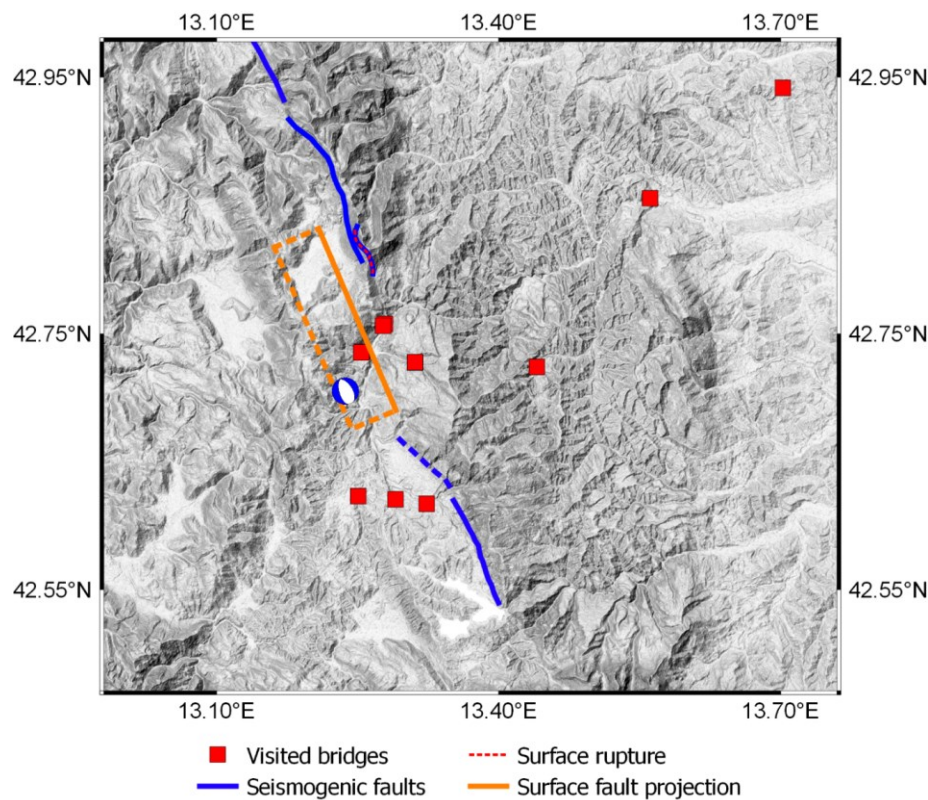 13.10°E 13.40°E 13.70°E
42.95°N 42.95°N
42.75°N 42.75°N
42.55°N 42.55°N
13.10°E 13.40°E 13.70°E
Visited bridges Surface rupture
Seismogenic faults Surface fault projection